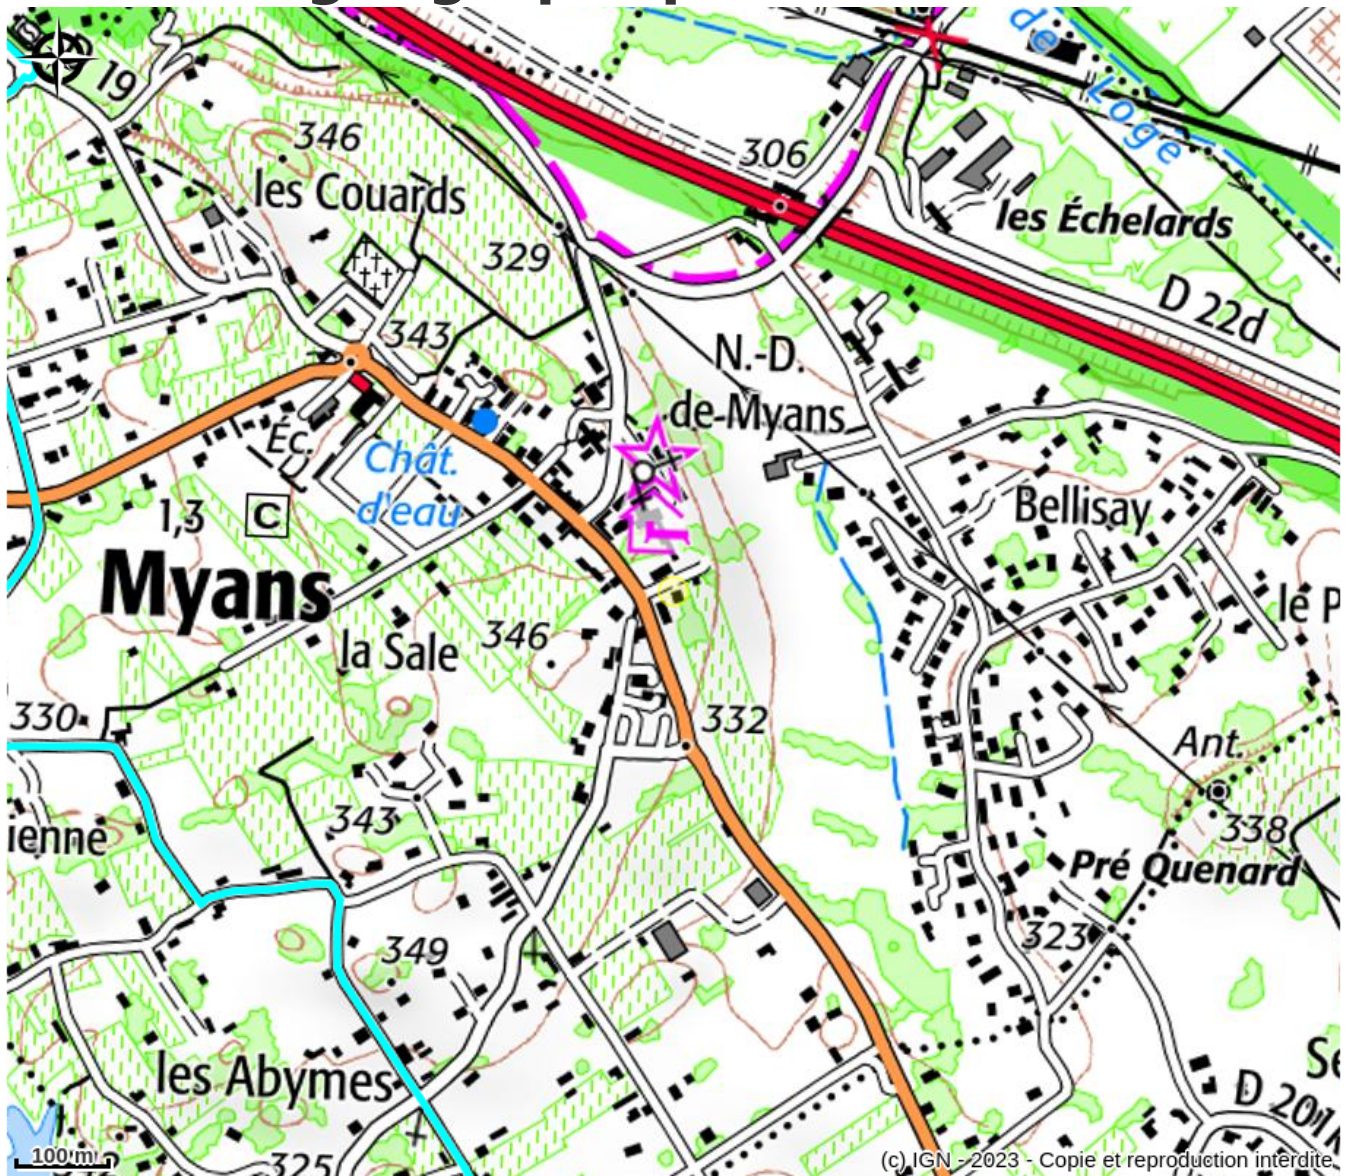 de
Loge
19
346
306
les Couards
les Échelards
329
D 22d
343
N.-D.
de Myans
Éc.
Chât.
d'eau
1,3
C
Bellisay
Myans
le P
la Sale
346
330
332
Ant.
343
338
ienne
Pré Quenard
323
349
les Abymes
Se
D 201
100 m
325
(c) IGN - 2023 - Copie et reproduction interdite